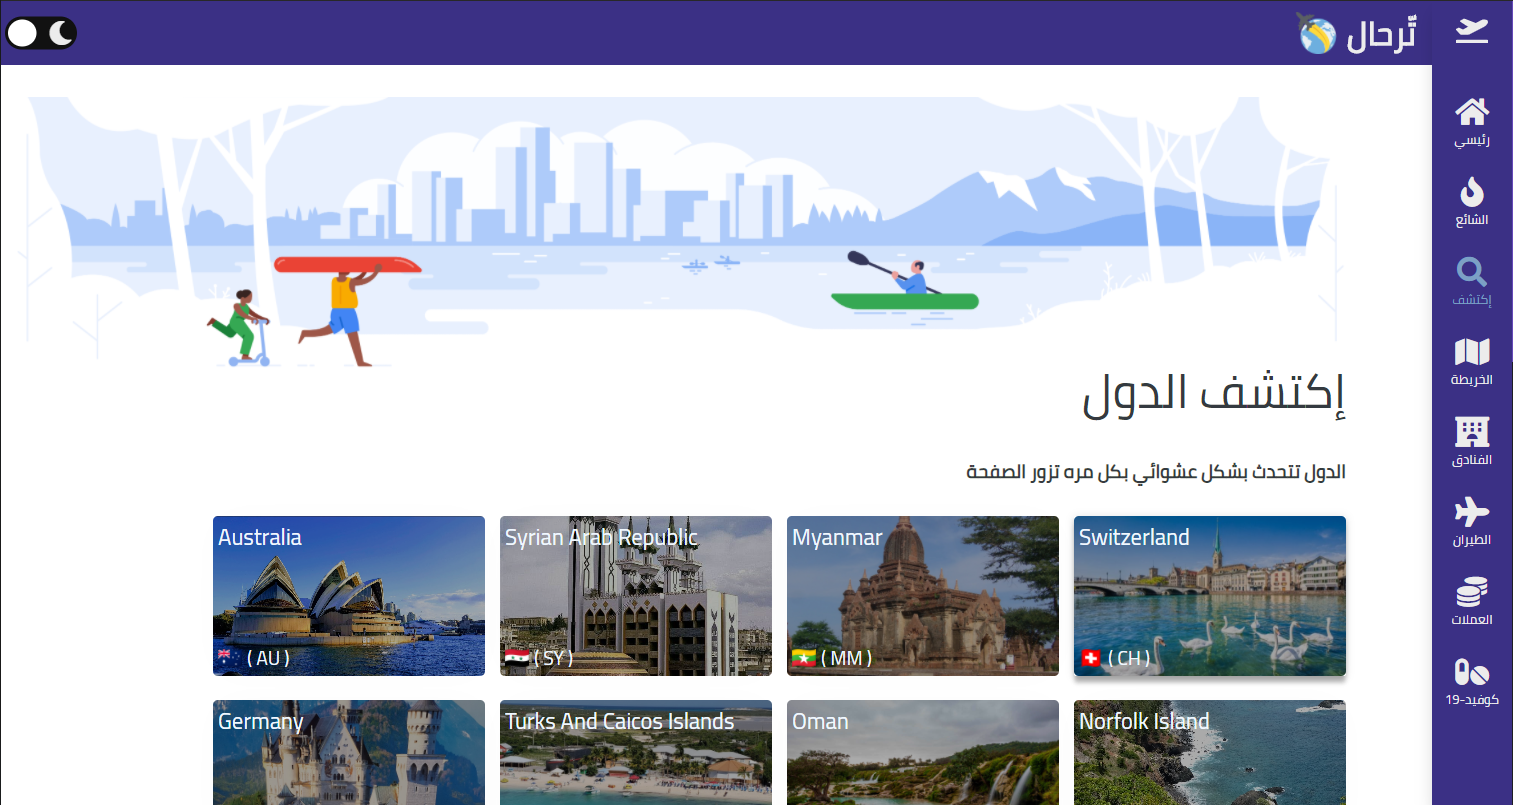 تَّرحال
رئيسي
الشائع
إكتشف
الخريطة
الفنادق
الطيران
العملات
كوفيد-19
إكتشف الدول
الدول تتحدث بشكل عشوائي بكل مره تزور الصفحة
Switzerland
( CH )
Myanmar
( MM )
Syrian Arab Republic
( SY )
Australia
( AU )
Norfolk Island
Oman
Turks And Caicos Islands
Germany